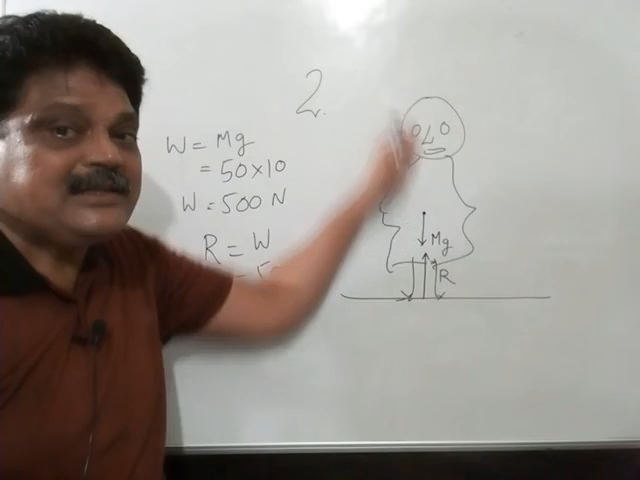 2.
W = Mg
= 50×10
W = 500 N
R = W
Mg
R